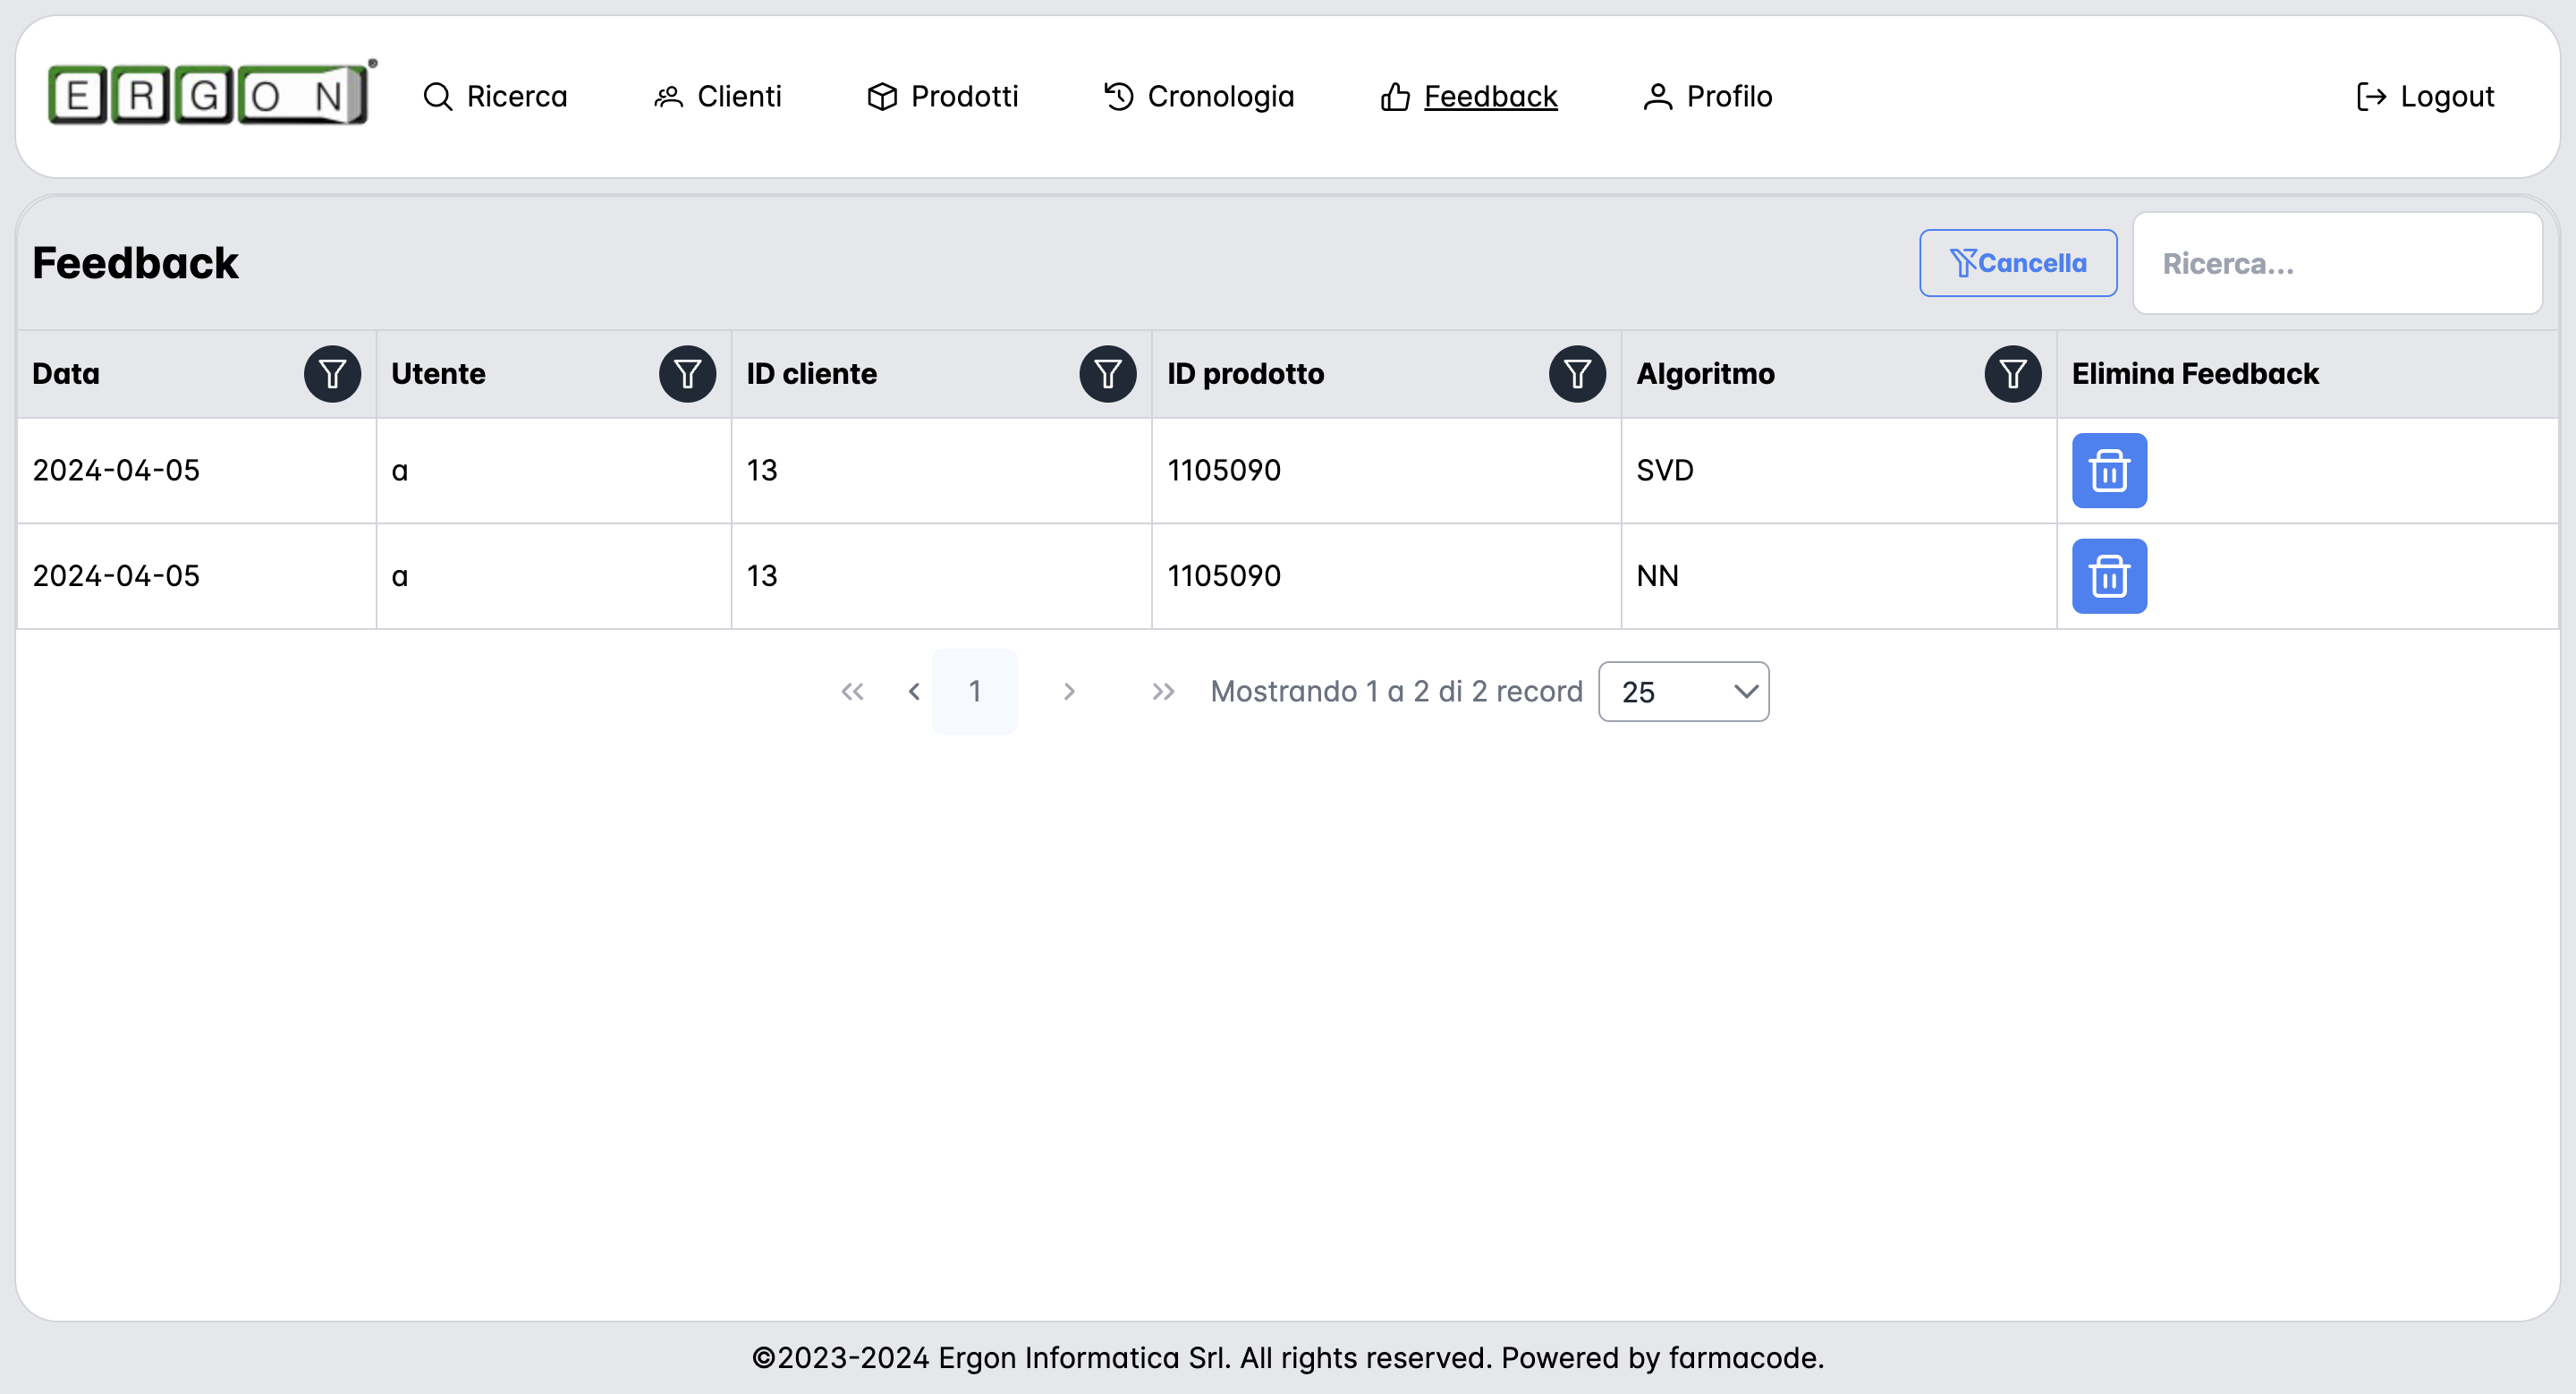 ERGON® Ricerca Clienti Prodotti Cronologia Feedback Profilo Logout
Feedback Cancella Ricerca...
Data Utente ID cliente ID prodotto Algoritmo Elimina Feedback
2024-04-05 a 13 1105090 SVD
2024-04-05 a 13 1105090 NN
1 Mostrando 1 a 2 di 2 record 25
©2023-2024 Ergon Informatica Srl. All rights reserved. Powered by farmacode.